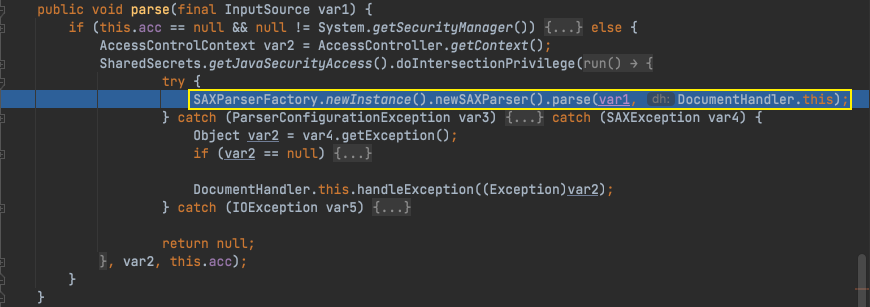 public void parse(final InputSource var1) {
if (this.acc == null && null != System.getSecurityManager()) {...} else {
AccessControlContext var2 = AccessController.getContext();
SharedSecrets.getJavaSecurityAccess().doIntersectionPrivilege(run() → {
try {
SAXParserFactory.newInstance().newSAXParser().parse(var1, dh: DocumentHandler.this);
} catch (ParserConfigurationException var3) {...} catch (SAXException var4) {
Object var2 = var4.getException();
if (var2 == null) {...}
DocumentHandler.this.handleException((Exception)var2);
} catch (IOException var5) {...}
return null;
}, var2, this.acc);
}
}